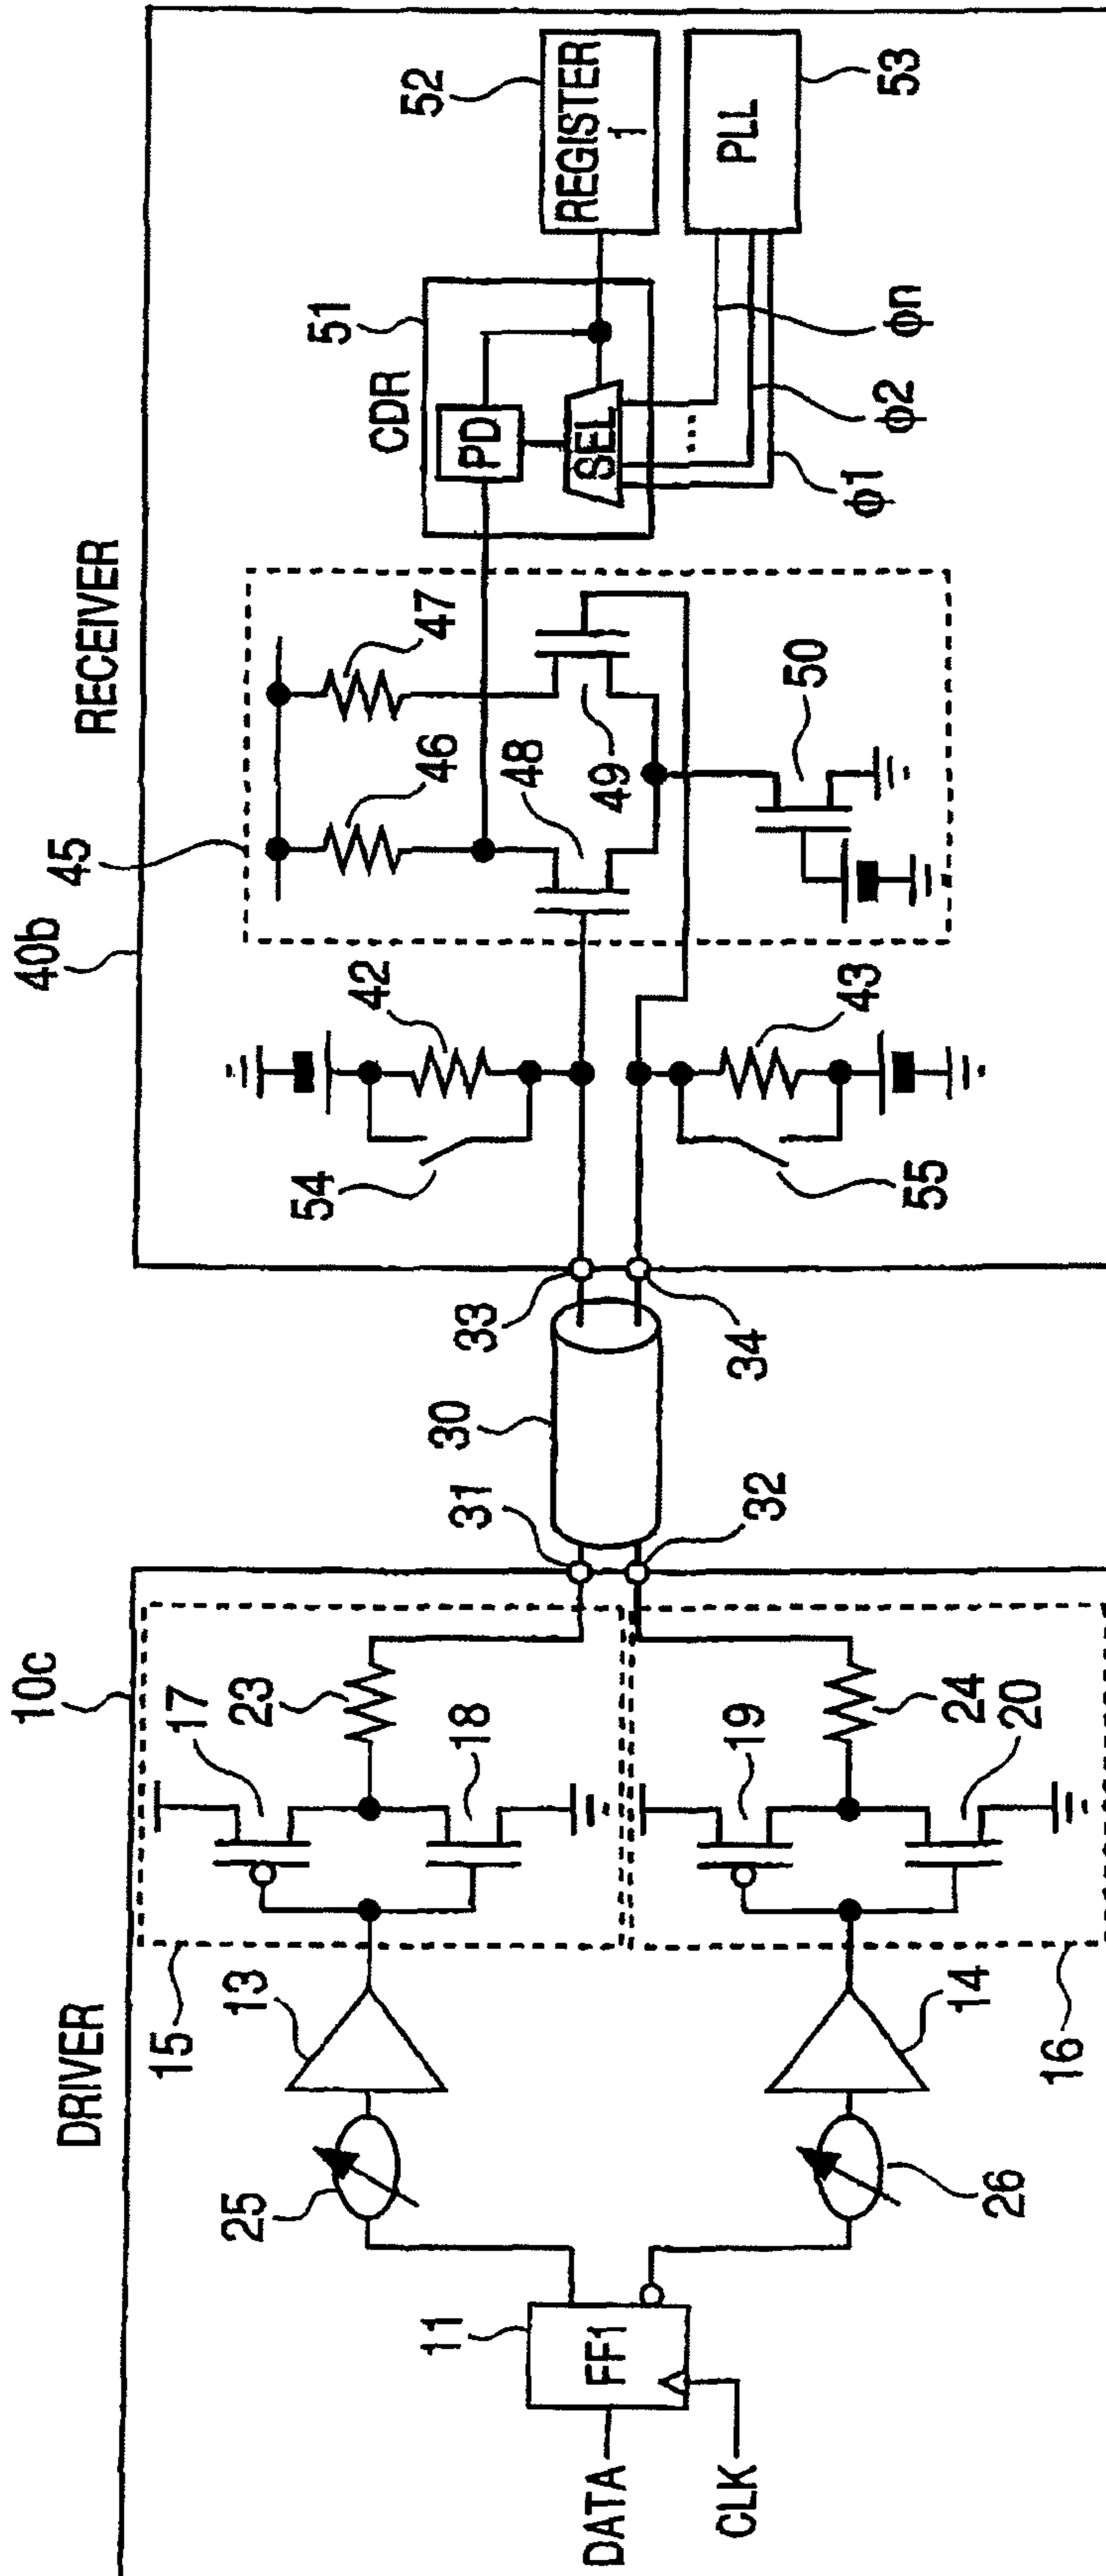 DRIVER
10c
15
13
17
23
18
25
11
FF1
DATA
CLK
26
14
16
19
24
20
31
30
32
33
34
RECEIVER
40b
45
42
54
46
47
48
49
50
43
55
CDR
51
PD
SEL
52
REGISTER
1
PLL
53
...
ϕ1
ϕ2
ϕn